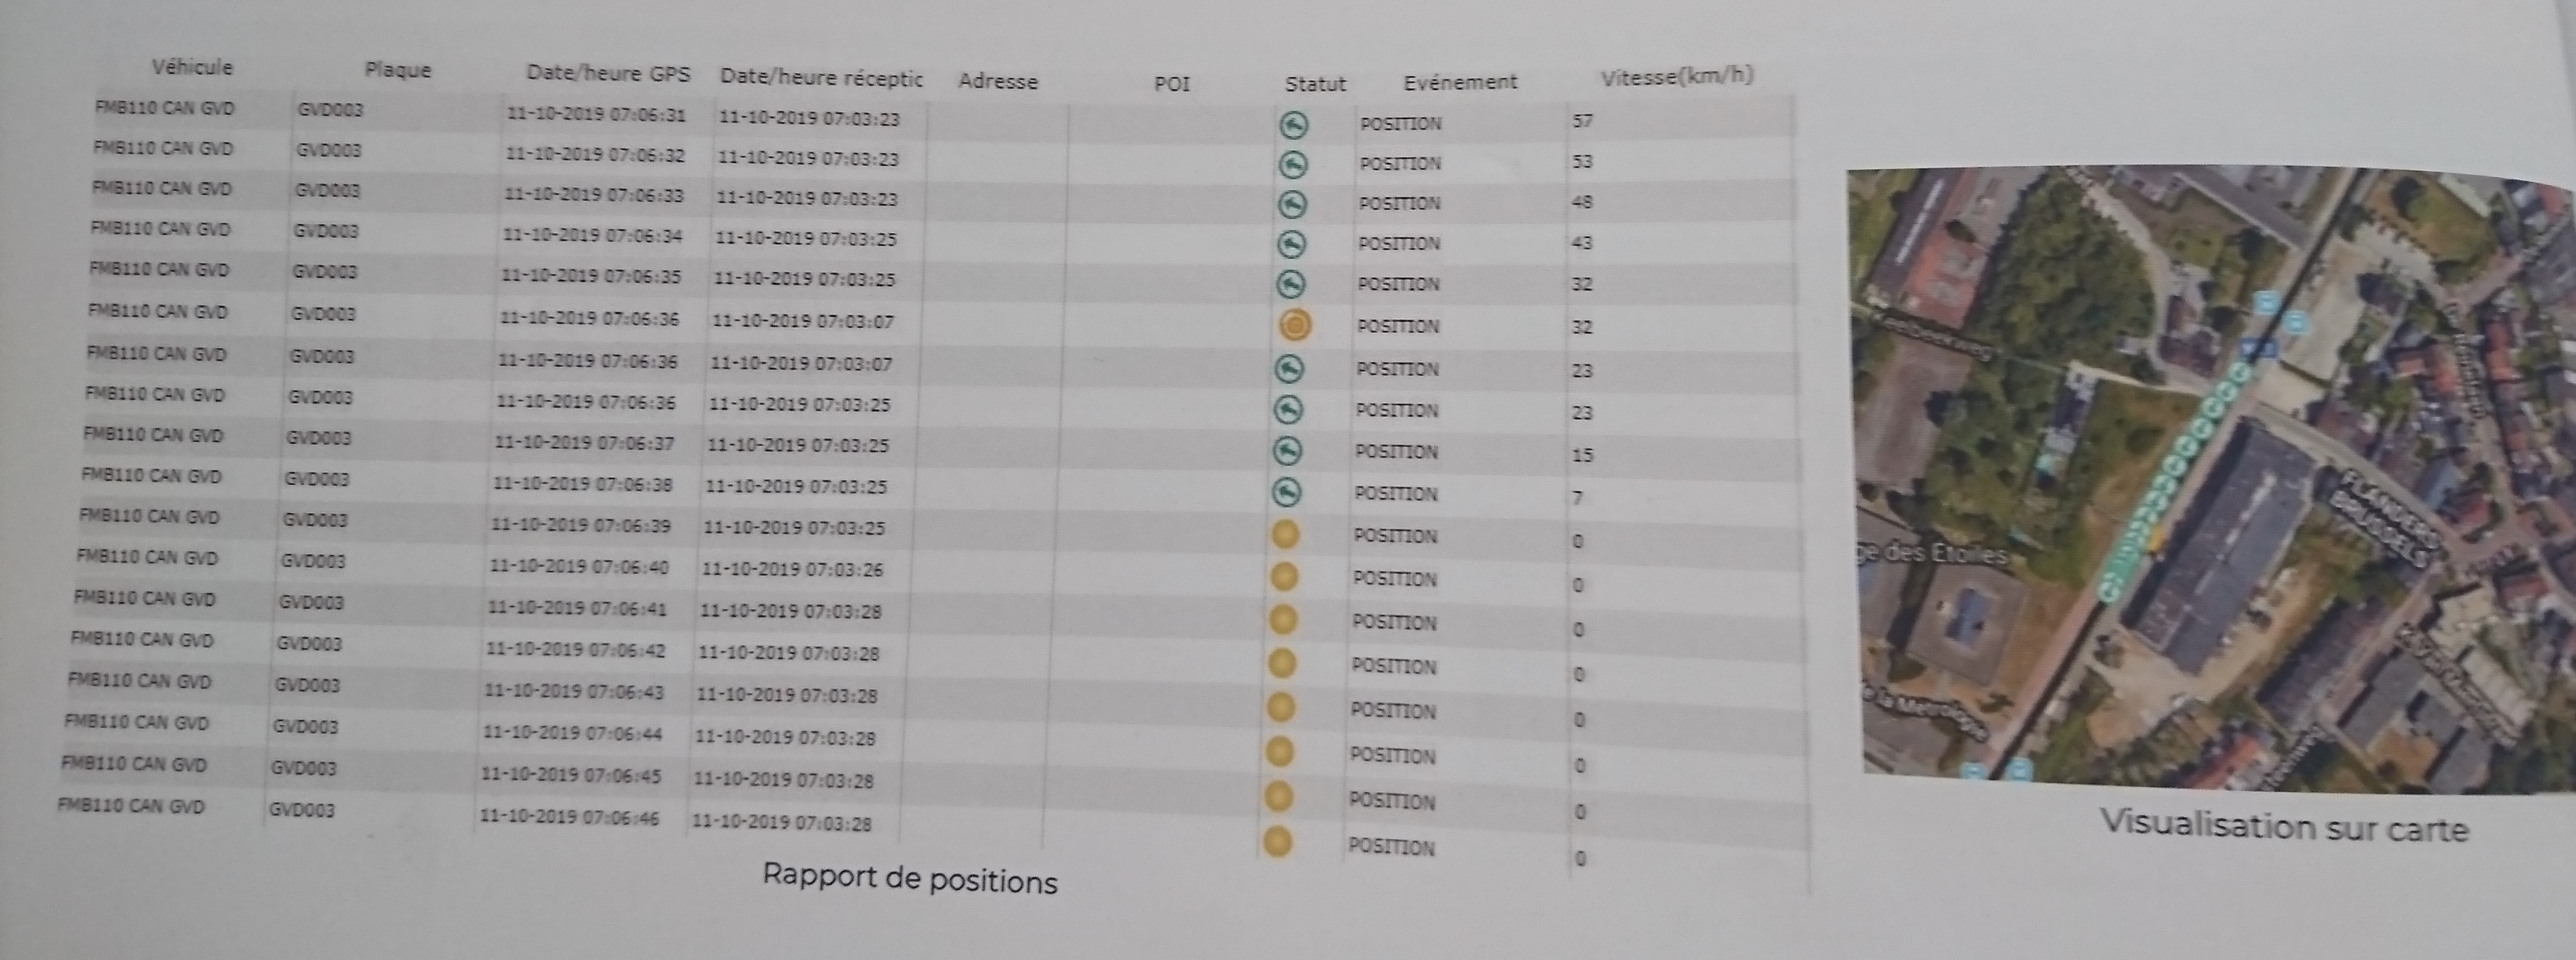 Véhicule Plaque Date/heure GPS Date/heure réceptic Adresse POI Statut Evénement Vitesse(km/h)
FMB110 CAN GVD GVD003 11-10-2019 07:06:31 11-10-2019 07:03:23 POSITION 57
FMB110 CAN GVD GVD003 11-10-2019 07:06:32 11-10-2019 07:03:23 POSITION 53
FMB110 CAN GVD GVD003 11-10-2019 07:06:33 11-10-2019 07:03:23 POSITION 48
FMB110 CAN GVD GVD003 11-10-2019 07:06:34 11-10-2019 07:03:25 POSITION 43
FMB110 CAN GVD GVD003 11-10-2019 07:06:35 11-10-2019 07:03:25 POSITION 32
FMB110 CAN GVD GVD003 11-10-2019 07:06:36 11-10-2019 07:03:07 POSITION 32
FMB110 CAN GVD GVD003 11-10-2019 07:06:36 11-10-2019 07:03:07 POSITION 23
FMB110 CAN GVD GVD003 11-10-2019 07:06:36 11-10-2019 07:03:25 POSITION 23
FMB110 CAN GVD GVD003 11-10-2019 07:06:37 11-10-2019 07:03:25 POSITION 15
FMB110 CAN GVD GVD003 11-10-2019 07:06:38 11-10-2019 07:03:25 POSITION 7
FMB110 CAN GVD GVD003 11-10-2019 07:06:39 11-10-2019 07:03:25 POSITION 0
FMB110 CAN GVD GVD003 11-10-2019 07:06:40 11-10-2019 07:03:26 POSITION 0
FMB110 CAN GVD GVD003 11-10-2019 07:06:41 11-10-2019 07:03:28 POSITION 0
FMB110 CAN GVD GVD003 11-10-2019 07:06:42 11-10-2019 07:03:28 POSITION 0
FMB110 CAN GVD GVD003 11-10-2019 07:06:43 11-10-2019 07:03:28 POSITION 0
FMB110 CAN GVD GVD003 11-10-2019 07:06:44 11-10-2019 07:03:28 POSITION 0
FMB110 CAN GVD GVD003 11-10-2019 07:06:45 11-10-2019 07:03:28 POSITION 0
FMB110 CAN GVD GVD003 11-10-2019 07:06:46 11-10-2019 07:03:28 POSITION 0
Rapport de positions
FLANDERS
BRUSSELS
ge des Etoiles
e la Metrologie
Visualisation sur carte